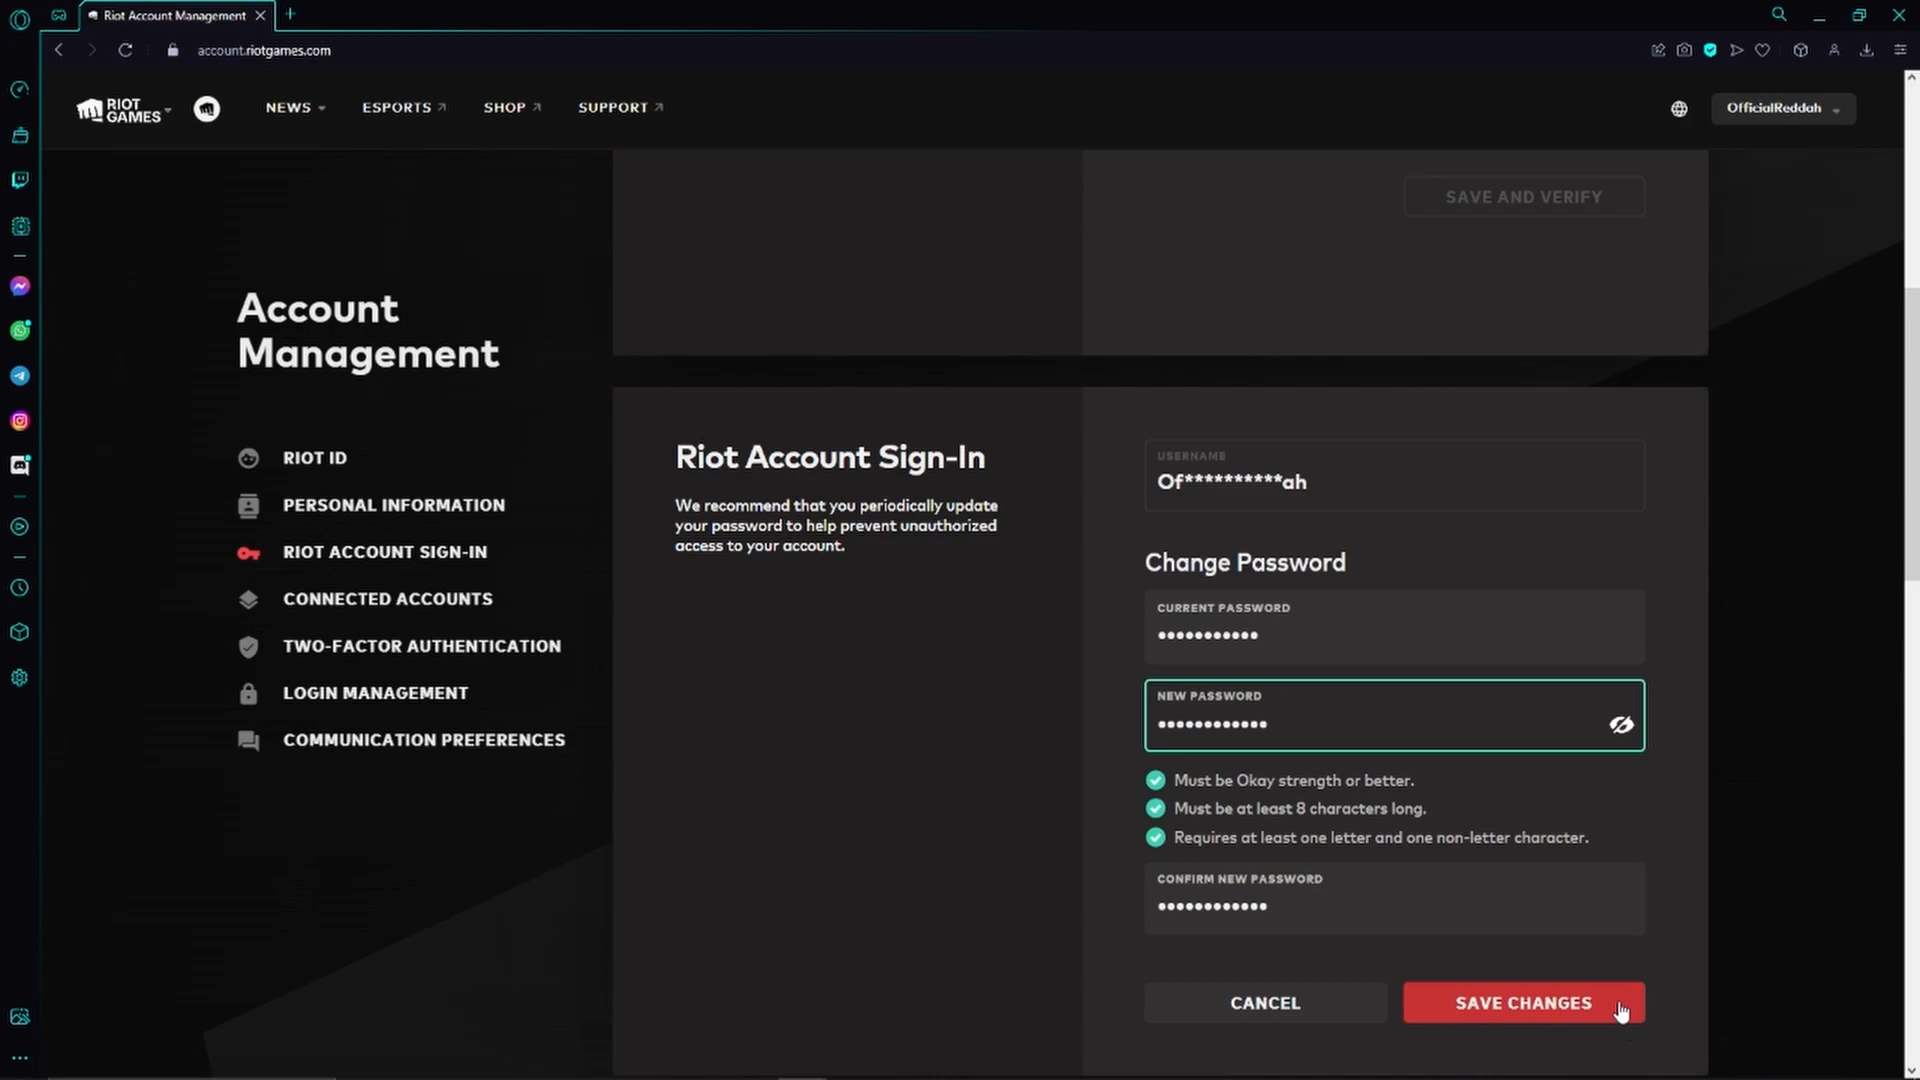 Riot Account Management
account.riotgames.com
RIOT GAMES
NEWS
ESPORTS
SHOP
SUPPORT
OfficialReddah
SAVE AND VERIFY
Account
Management
RIOT ID
PERSONAL INFORMATION
RIOT ACCOUNT SIGN-IN
CONNECTED ACCOUNTS
TWO-FACTOR AUTHENTICATION
LOGIN MANAGEMENT
COMMUNICATION PREFERENCES
Riot Account Sign-In
We recommend that you periodically update
your password to help prevent unauthorized
access to your account.
USERNAME
Of**********ah
Change Password
CURRENT PASSWORD
•••••••••••
NEW PASSWORD
••••••••••••
Must be Okay strength or better.
Must be at least 8 characters long.
Requires at least one letter and one non-letter character.
CONFIRM NEW PASSWORD
••••••••••••
CANCEL
SAVE CHANGES